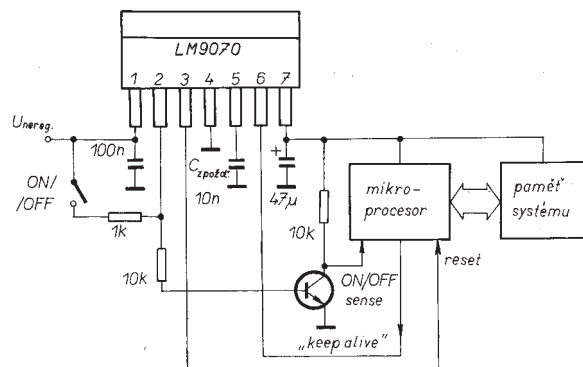 LM9070
1 2 3 4 5 6 7
Unereg.
100n
Czpožď.
10n
+
47µ
ON/
/OFF
1k
10k
10k
mikro-
procesor
paměť
systému
ON/OFF
sense
reset
„keep alive"